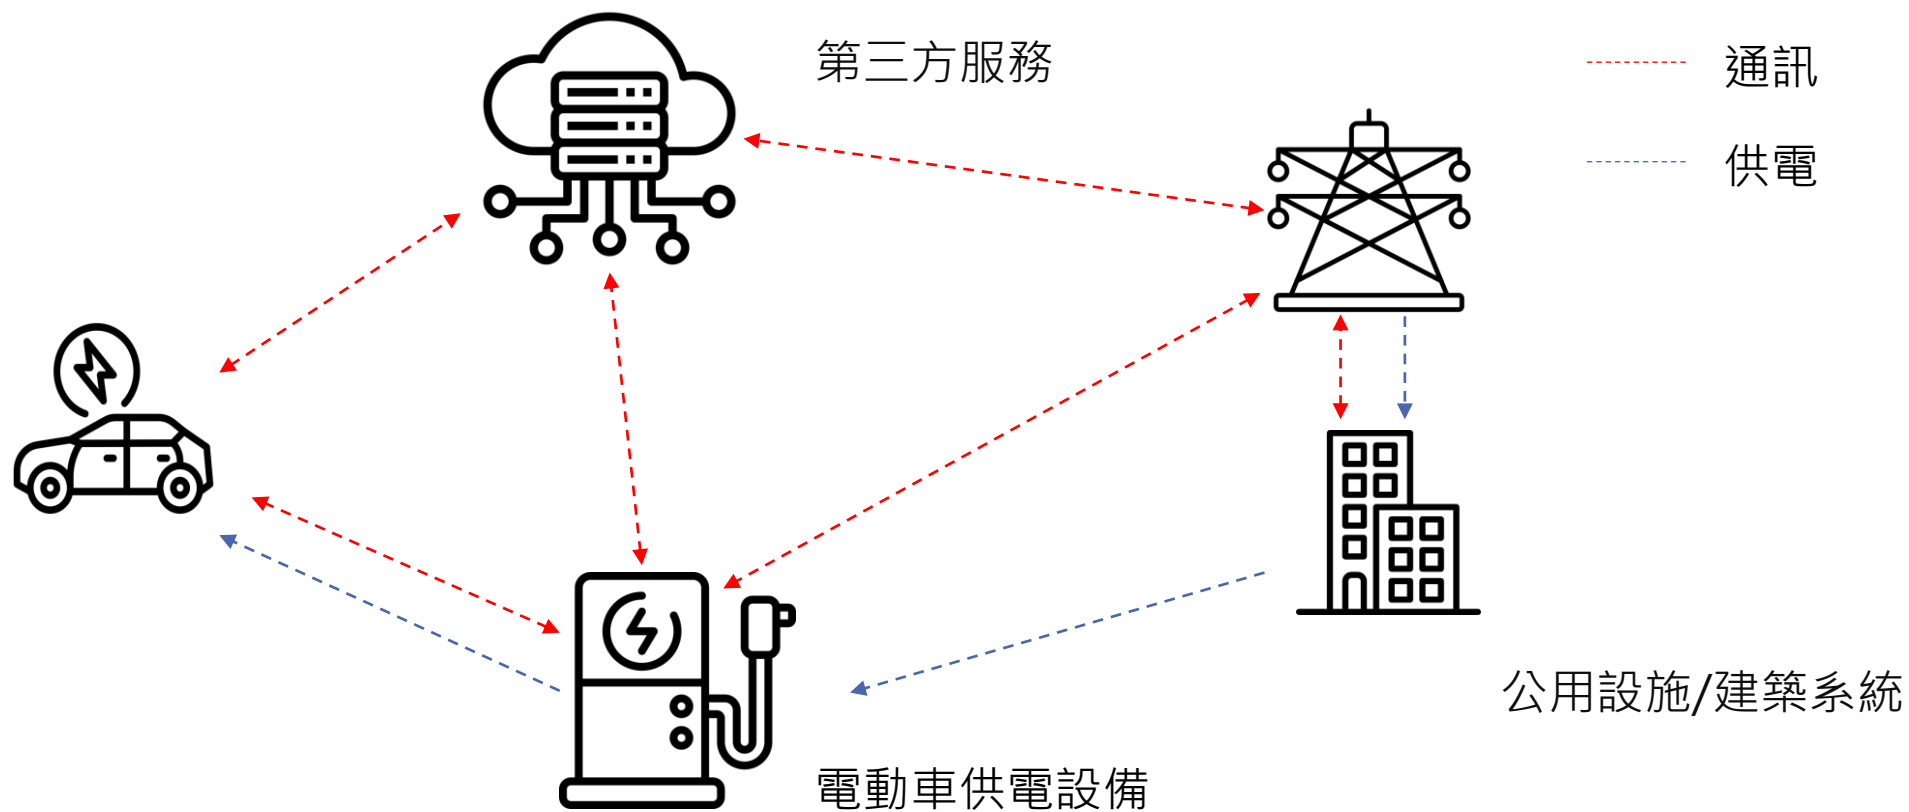 第三方服務
通訊
供電
公用設施/建築系統
電動車供電設備